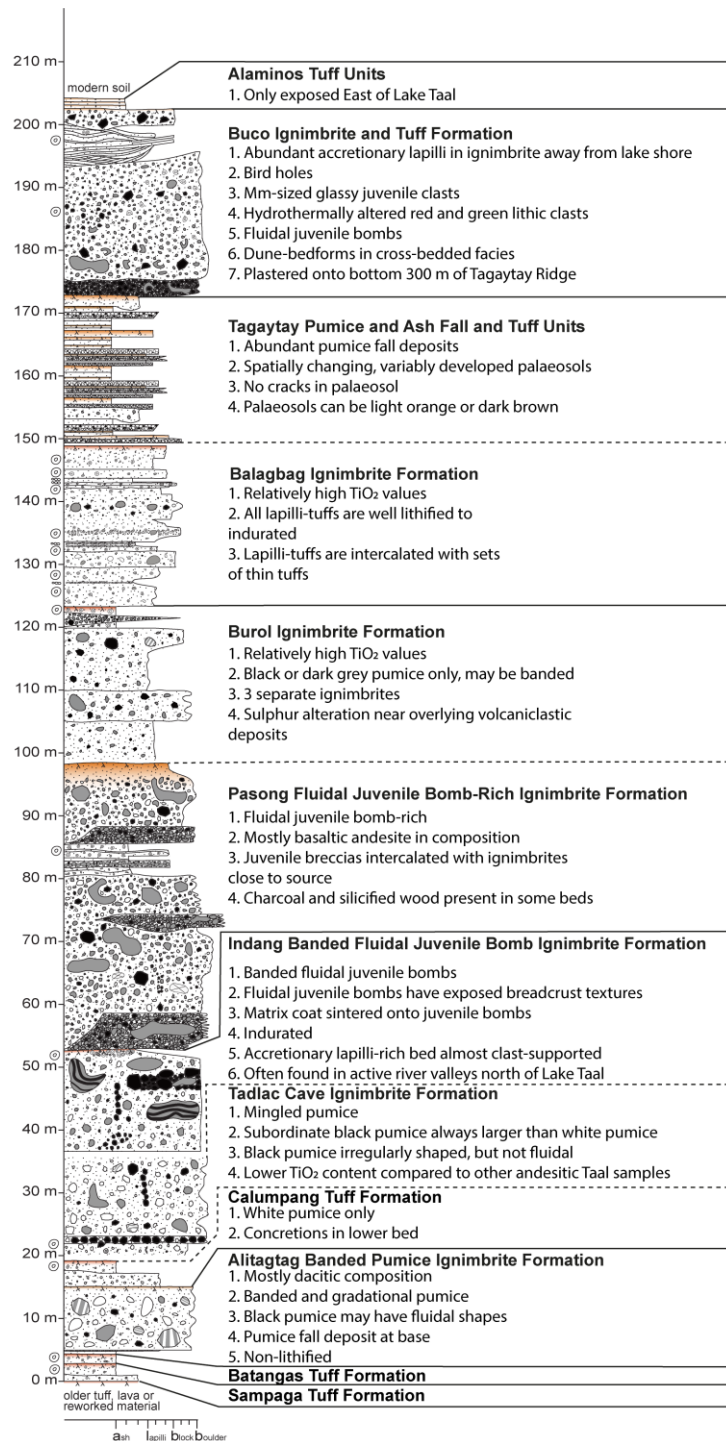 210 m
200 m
190 m
180 m
170 m
160 m
150 m
140 m
130 m
120 m
110 m
100 m
90 m
80 m
70 m
60 m
50 m
40 m
30 m
20 m
10 m
0 m
modern soil
Alaminos Tuff Units
1. Only exposed East of Lake Taal
Buco Ignimbrite and Tuff Formation
1. Abundant accretionary lapilli in ignimbrite away from lake shore
2. Bird holes
3. Mm-sized glassy juvenile clasts
4. Hydrothermally altered red and green lithic clasts
5. Fluidal juvenile bombs
6. Dune-bedforms in cross-bedded facies
7. Plastered onto bottom 300 m of Tagaytay Ridge
Tagaytay Pumice and Ash Fall and Tuff Units
1. Abundant pumice fall deposits
2. Spatially changing, variably developed palaeosols
3. No cracks in palaeosol
4. Palaeosols can be light orange or dark brown
Balagbag Ignimbrite Formation
1. Relatively high TiO₂ values
2. All lapilli-tuffs are well lithified to
indurated
3. Lapilli-tuffs are intercalated with sets
of thin tuffs
Burol Ignimbrite Formation
1. Relatively high TiO₂ values
2. Black or dark grey pumice only, may be banded
3. 3 separate ignimbrites
4. Sulphur alteration near overlying volcaniclastic
deposits
Pasong Fluidal Juvenile Bomb-Rich Ignimbrite Formation
1. Fluidal juvenile bomb-rich
2. Mostly basaltic andesite in composition
3. Juvenile breccias intercalated with ignimbrites
close to source
4. Charcoal and silicified wood present in some beds
Indang Banded Fluidal Juvenile Bomb Ignimbrite Formation
1. Banded fluidal juvenile bombs
2. Fluidal juvenile bombs have exposed breadcrust textures
3. Matrix coat sintered onto juvenile bombs
4. Indurated
5. Accretionary lapilli-rich bed almost clast-supported
6. Often found in active river valleys north of Lake Taal
Tadlac Cave Ignimbrite Formation
1. Mingled pumice
2. Subordinate black pumice always larger than white pumice
3. Black pumice irregularly shaped, but not fluidal
4. Lower TiO₂ content compared to other andesitic Taal samples
Calumpang Tuff Formation
1. White pumice only
2. Concretions in lower bed
Alitagtag Banded Pumice Ignimbrite Formation
1. Mostly dacitic composition
2. Banded and gradational pumice
3. Black pumice may have fluidal shapes
4. Pumice fall deposit at base
5. Non-lithified
Batangas Tuff Formation
Sampaga Tuff Formation
older tuff, lava or
reworked material
ash lapilli block boulder